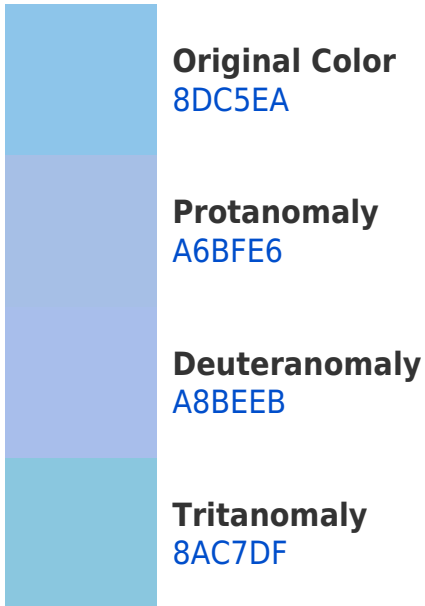 Original Color
8DC5EA
Protanomaly
A6BFE6
Deuteranomaly
A8BEEB
Tritanomaly
8AC7DF